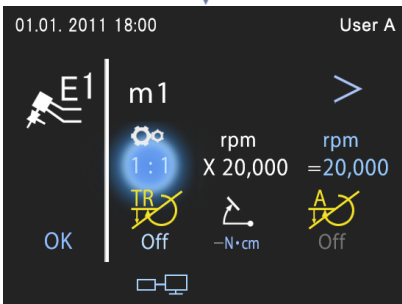 01.01. 2011 18:00 User A
E1 m1 >
rpm rpm
1 : 1 X 20,000 =20,000
TR A
OK Off –N•cm Off